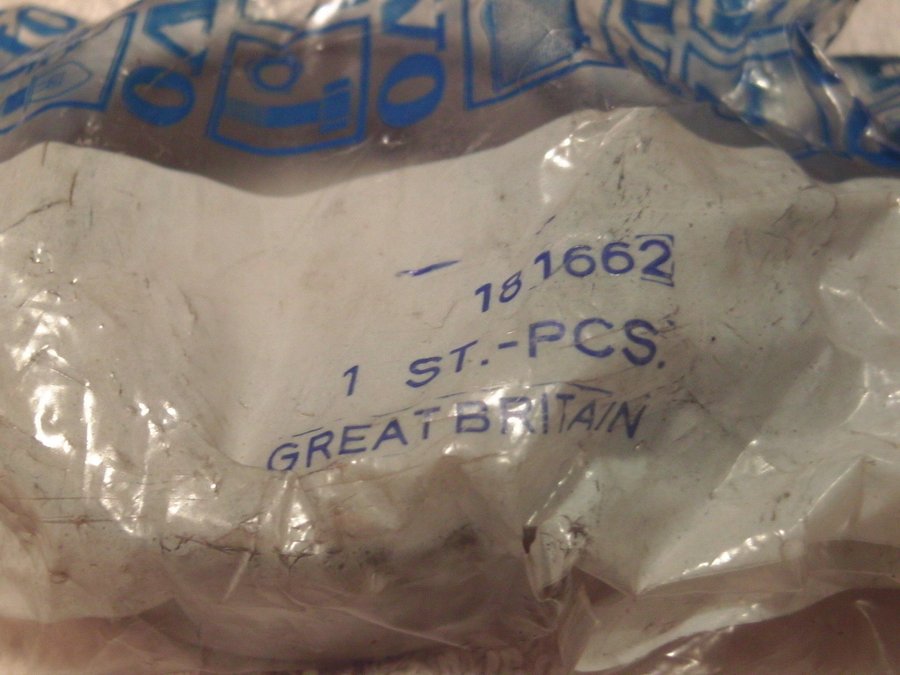 181662
1 ST.-PCS.
GREAT BRITAIN